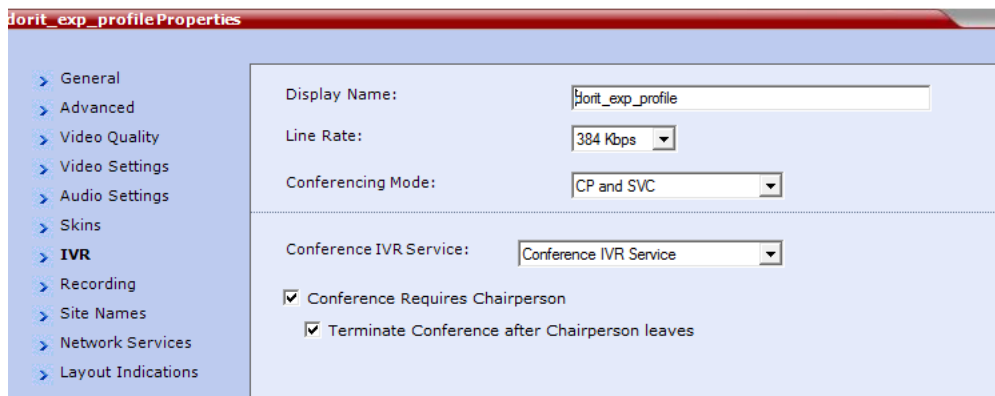 dorit_exp_profile Properties
General
Advanced
Video Quality
Video Settings
Audio Settings
Skins
IVR
Recording
Site Names
Network Services
Layout Indications
Display Name: dorit_exp_profile
Line Rate: 384 Kbps
Conferencing Mode: CP and SVC
Conference IVR Service: Conference IVR Service
Conference Requires Chairperson
Terminate Conference after Chairperson leaves